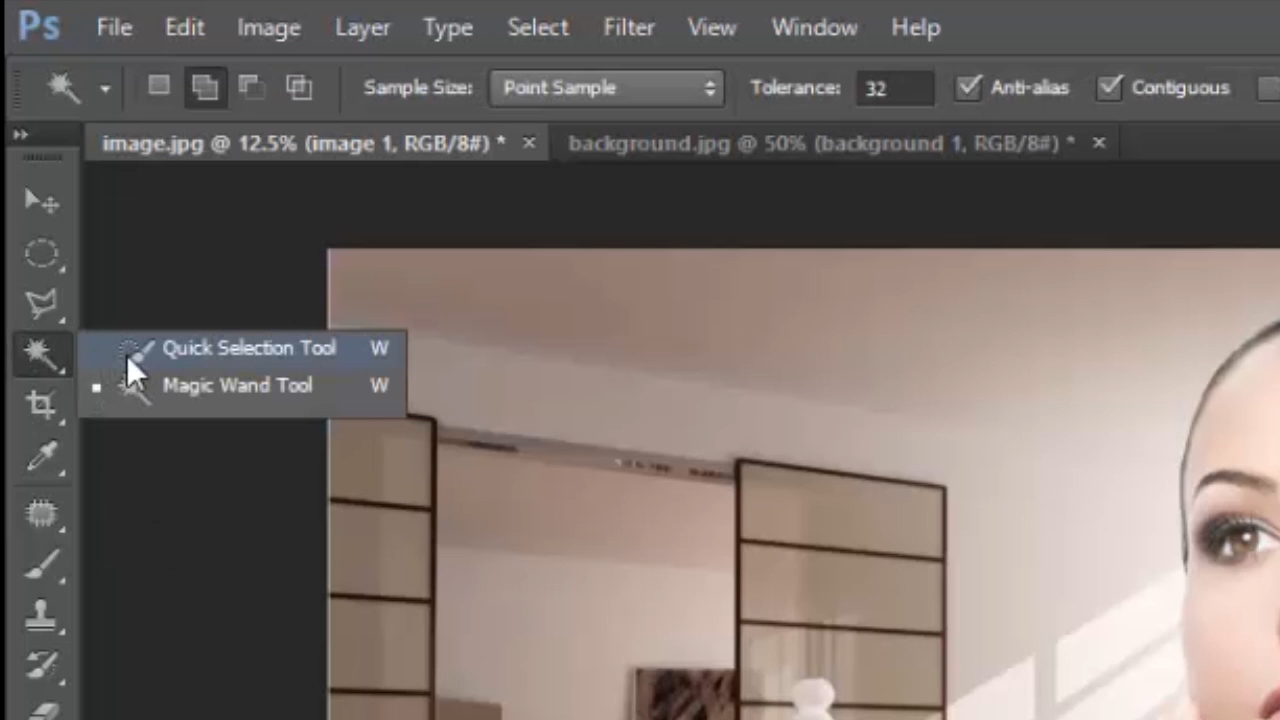 Ps File Edit Image Layer Type Select Filter View Window Help
Sample Size: Point Sample Tolerance: 32 Anti-alias Contiguous
image.jpg @ 12.5% (image 1, RGB/8#) * × background.jpg @ 50% (background 1, RGB/8#) * ×
Quick Selection Tool W
Magic Wand Tool W